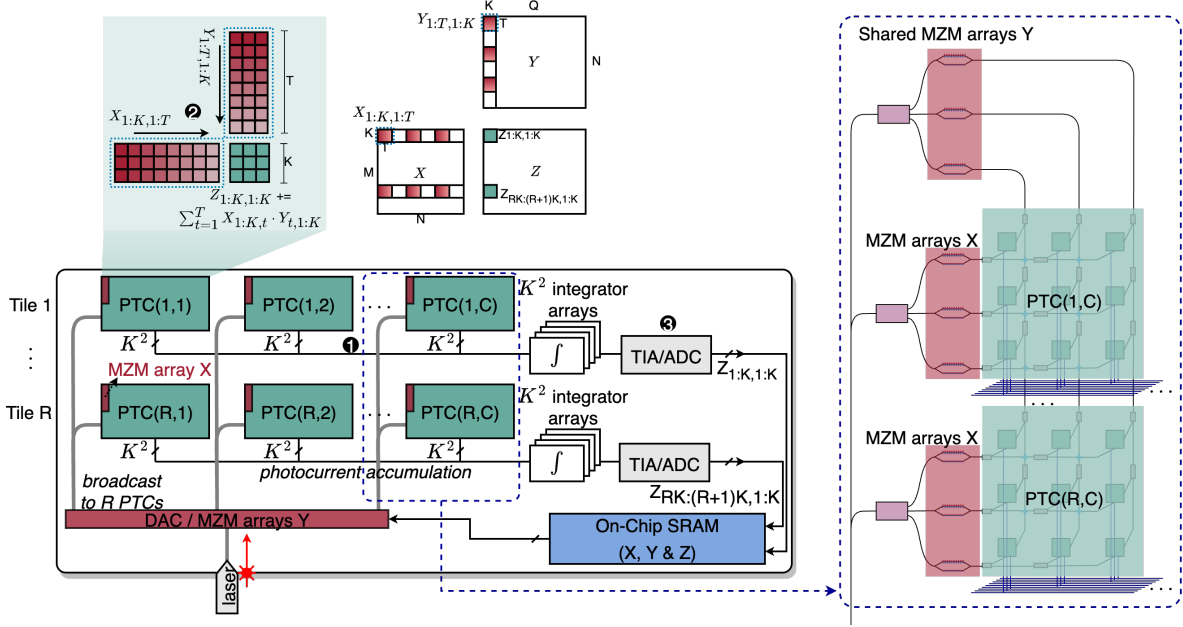 K
Q
Y1:T,1:K
T
Y
N
Y1:T,1:K
T
❷
X1:K,1:T
K
Z1:K,1:K +=
∑Tt=1 X1:K,t · Yt,1:K
X1:K,1:T
K
T
M
X
N
Z1:K,1:K
Z
ZRK:(R+1)K,1:K
Tile 1
PTC(1,1)
PTC(1,2)
· · ·
PTC(1,C)
K² integrator
arrays
∫
❸
TIA/ADC
K²
K²
❶
K²
Z1:K,1:K
MZM array X
Tile R
PTC(R,1)
PTC(R,2)
· · ·
PTC(R,C)
K² integrator
arrays
∫
TIA/ADC
K²
K²
K²
photocurrent accumulation
ZRK:(R+1)K,1:K
broadcast
to R PTCs
DAC / MZM arrays Y
On-Chip SRAM
(X, Y & Z)
laser
Shared MZM arrays Y
MZM arrays X
PTC(1,C)
· · ·
· · ·
MZM arrays X
PTC(R,C)
· · ·